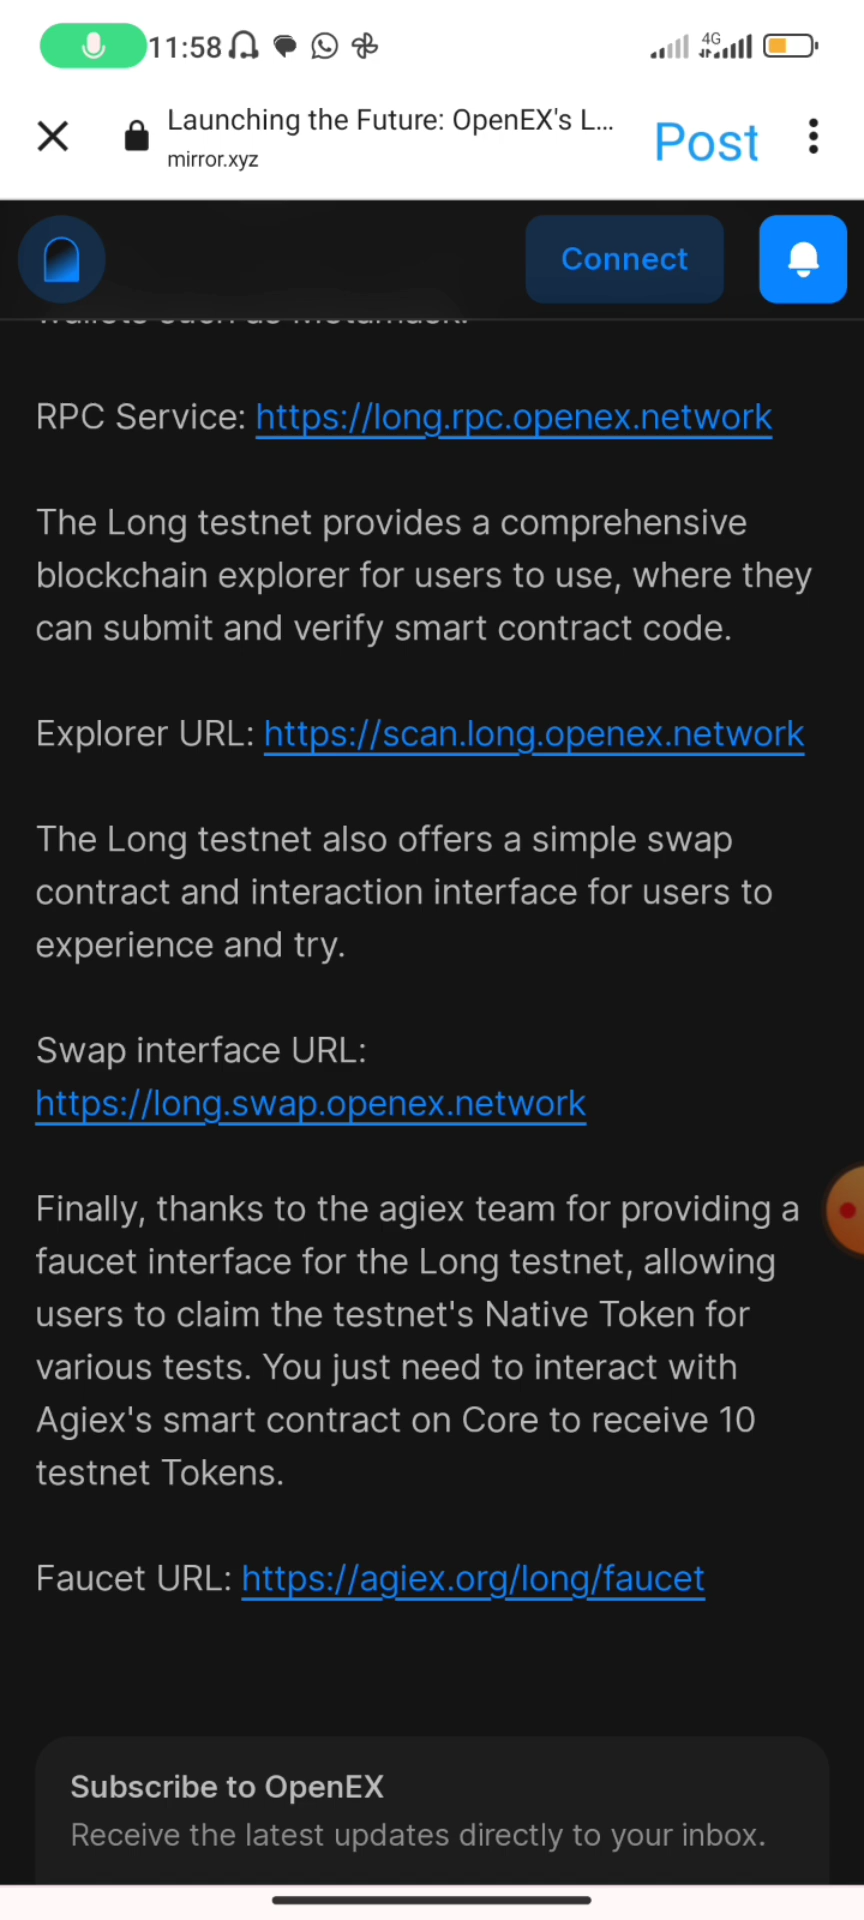 11:58
4G
Launching the Future: OpenEX's L...
mirror.xyz
Post
Connect
wallets such as Metamask.
RPC Service: https://long.rpc.openex.network
The Long testnet provides a comprehensive
blockchain explorer for users to use, where they
can submit and verify smart contract code.
Explorer URL: https://scan.long.openex.network
The Long testnet also offers a simple swap
contract and interaction interface for users to
experience and try.
Swap interface URL:
https://long.swap.openex.network
Finally, thanks to the agiex team for providing a
faucet interface for the Long testnet, allowing
users to claim the testnet's Native Token for
various tests. You just need to interact with
Agiex's smart contract on Core to receive 10
testnet Tokens.
Faucet URL: https://agiex.org/long/faucet
Subscribe to OpenEX
Receive the latest updates directly to your inbox.